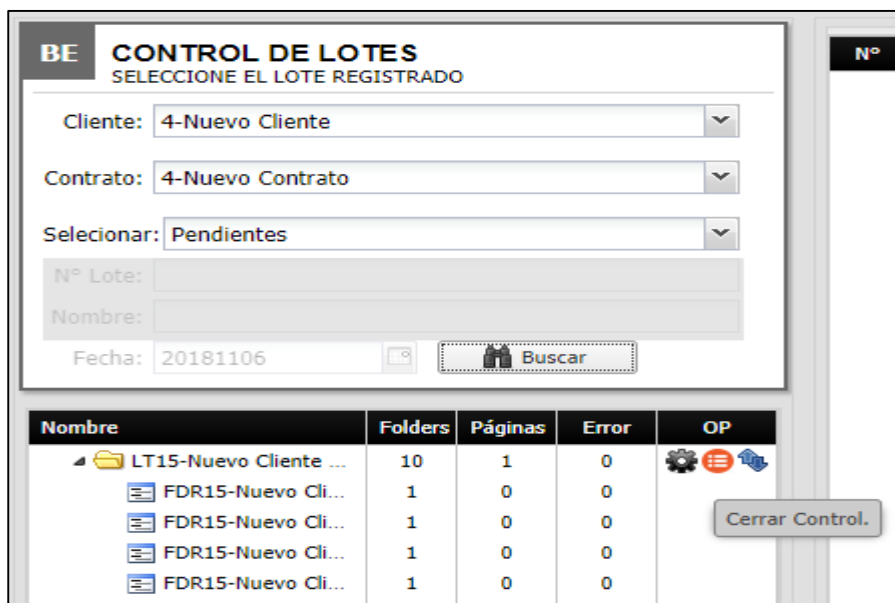 BE CONTROL DE LOTES
SELECCIONE EL LOTE REGISTRADO
Nº
Cliente: 4-Nuevo Cliente
Contrato: 4-Nuevo Contrato
Selecionar: Pendientes
Nº Lote:
Nombre:
Fecha: 20181106 Buscar
Nombre Folders Páginas Error OP
LT15-Nuevo Cliente ... 10 1 0
FDR15-Nuevo Cli... 1 0 0
FDR15-Nuevo Cli... 1 0 0
Cerrar Control.
FDR15-Nuevo Cli... 1 0 0
FDR15-Nuevo Cli... 1 0 0